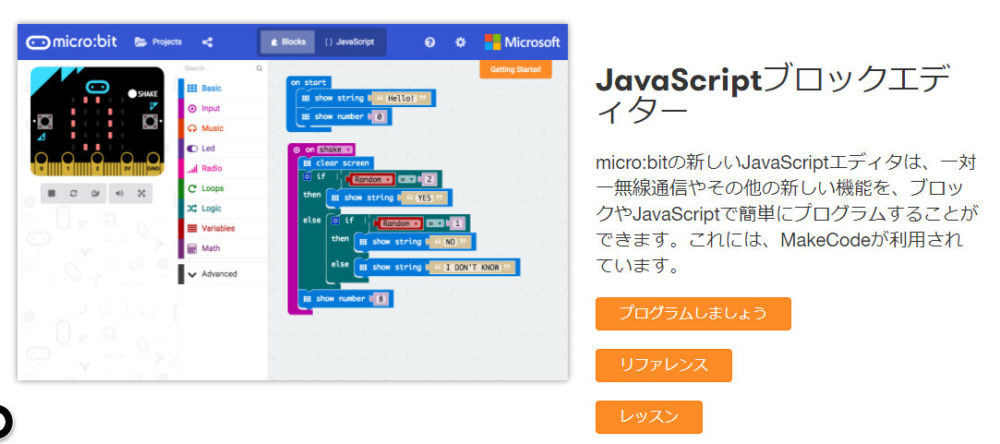 micro:bit Projects Blocks {} JavaScript Microsoft
Getting Started
Search...
SHAKE
0 1 2 3V GND
Basic
Input
Music
Led
Radio
Loops
Logic
Variables
Math
Advanced
on start
show string “ Hello! ”
show number 0
on shake
clear screen
if Random = 2
then show string “ YES ”
else if Random = 1
then show string “ NO ”
else show string “ I DON'T KNOW ”
show number 8
JavaScriptブロックエデ
ィター
micro:bitの新しいJavaScriptエディタは、一対
一無線通信やその他の新しい機能を、ブロッ
クやJavaScriptで簡単にプログラムすることが
できます。これには、MakeCodeが利用され
ています。
プログラムしましょう
リファレンス
レッスン